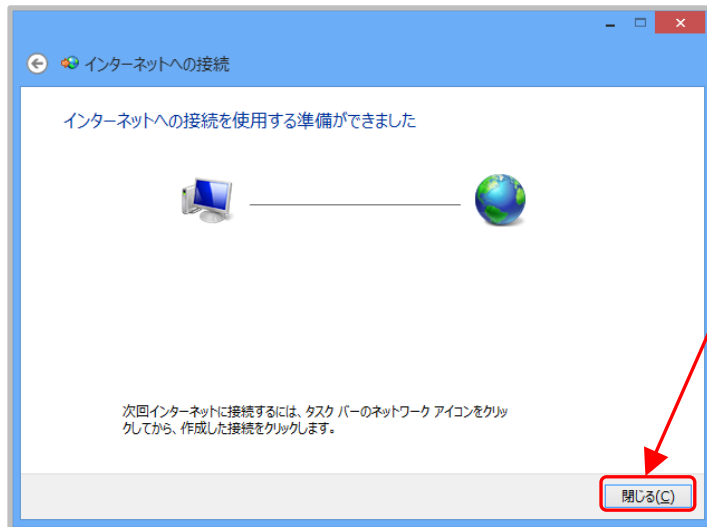 インターネットへの接続
インターネットへの接続を使用する準備ができました
次回インターネットに接続するには、タスク バーのネットワーク アイコンをクリッ
クしてから、作成した接続をクリックします。
閉じる(C)